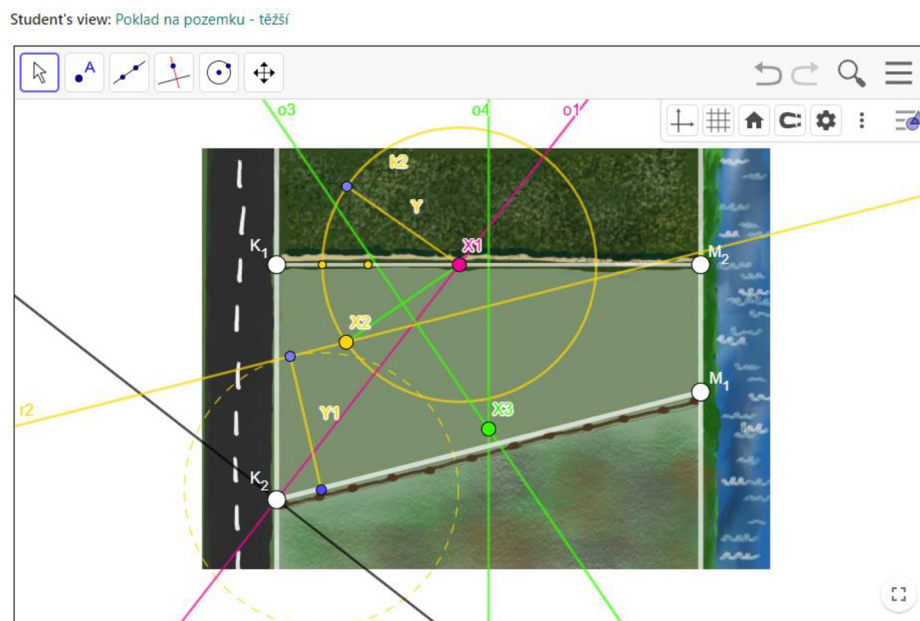 Student's view: Poklad na pozemku - těžší
A
o3
o4
o1
k2
Y
K1
X1
M2
X2
M1
r2
Y1
X3
K2